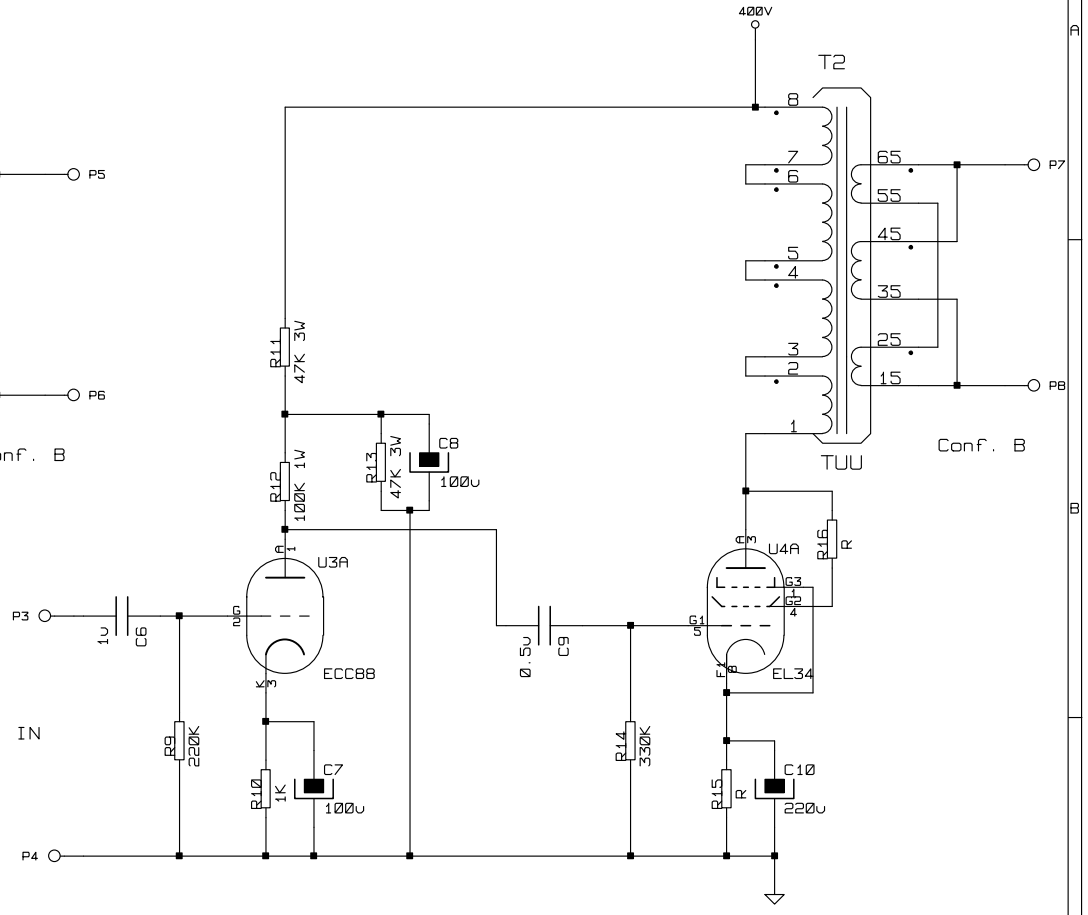 400V
A
T2
8
7
65
P7
P5
6
55
45
5
4
35
R11
47K 3W
3
25
2
P6
15
P8
1
Conf. B
nf. B
TUU
R13
47K 3W
C8
100u
R12
100K 1W
B
A
1
U3A
A
3
U4A
R16
R
G3
1
G2
4
P3
G
2
G1
5
1u
C6
0.5u
C9
K
3
ECC88
F1
8
EL34
IN
R9
220K
R14
330K
C7
100u
C10
220u
R10
1K
R15
R
P4